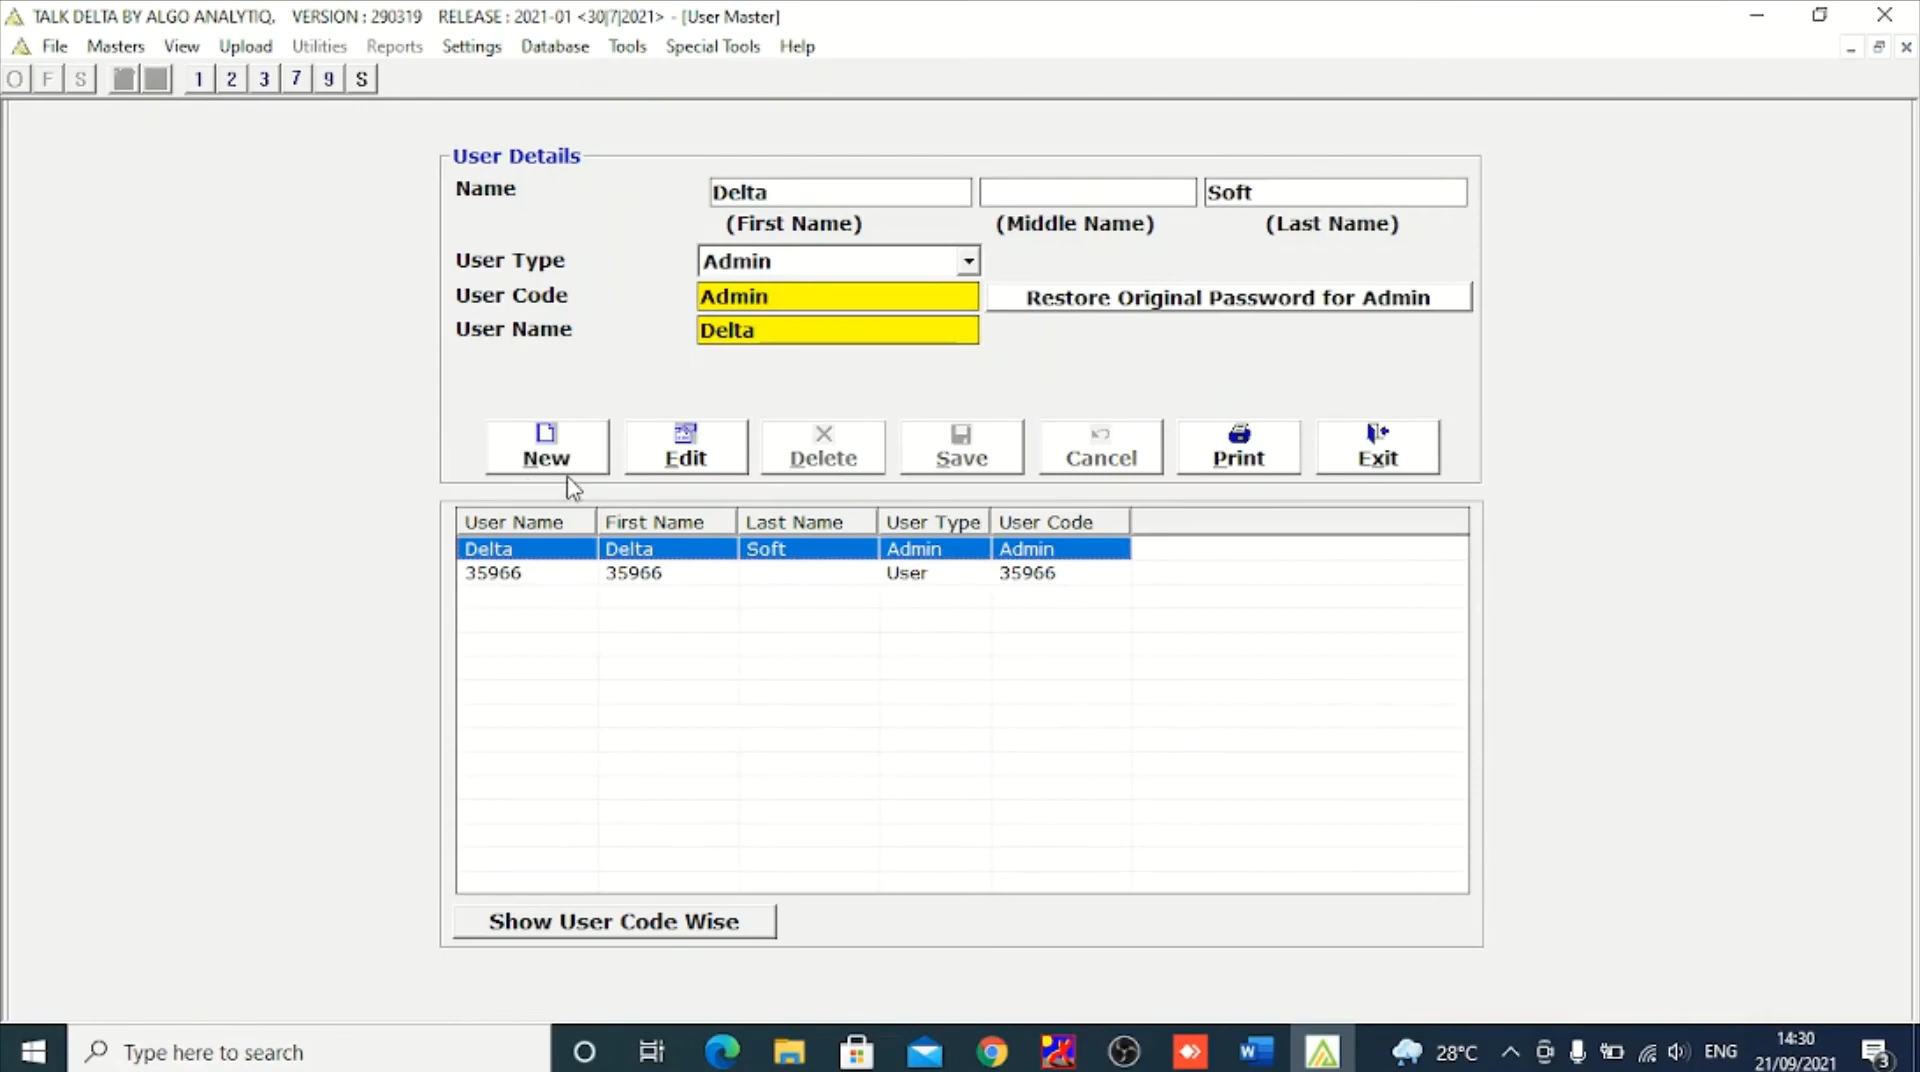 TALK DELTA BY ALGO ANALYTIQ, VERSION : 290319 RELEASE : 2021-01 <30|7|2021> - [User Master]
File Masters View Upload Utilities Reports Settings Database Tools Special Tools Help
O F S 1 2 3 7 9 S
User Details
Name Delta Soft
(First Name) (Middle Name) (Last Name)
User Type Admin
User Code Admin Restore Original Password for Admin
User Name Delta
New Edit Delete Save Cancel Print Exit
User Name First Name Last Name User Type User Code
Delta Delta Soft Admin Admin
35966 35966 User 35966
Show User Code Wise
Type here to search 28°C ENG 14:30
21/09/2021 3